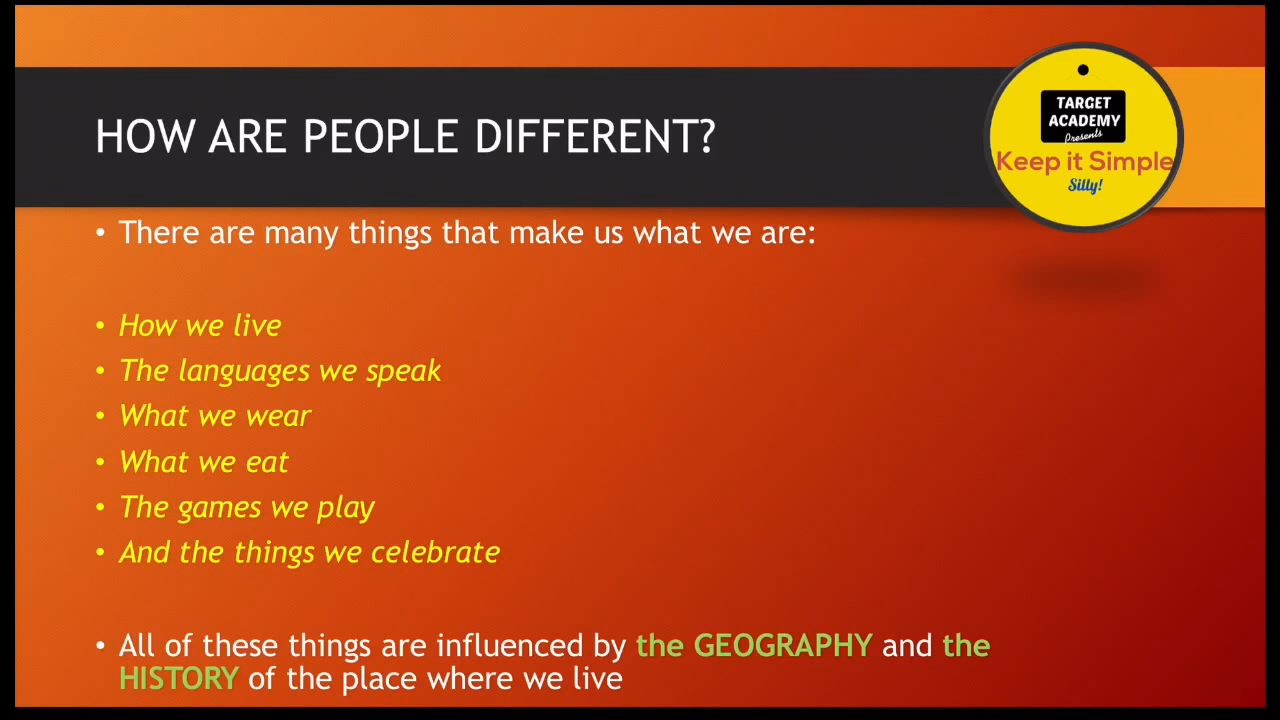 HOW ARE PEOPLE DIFFERENT?
TARGET
ACADEMY
Presents
Keep it Simple
Silly!
• There are many things that make us what we are:
• How we live
• The languages we speak
• What we wear
• What we eat
• The games we play
• And the things we celebrate
• All of these things are influenced by the GEOGRAPHY and the
HISTORY of the place where we live